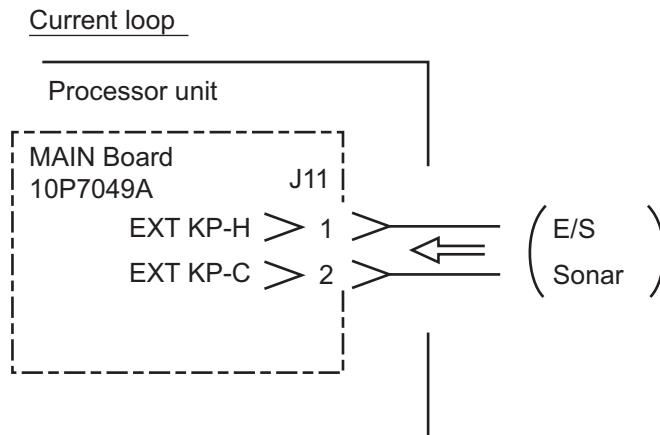 Current loop
Processor unit
MAIN Board
10P7049A
J11
EXT KP-H 1
E/S
EXT KP-C 2
Sonar